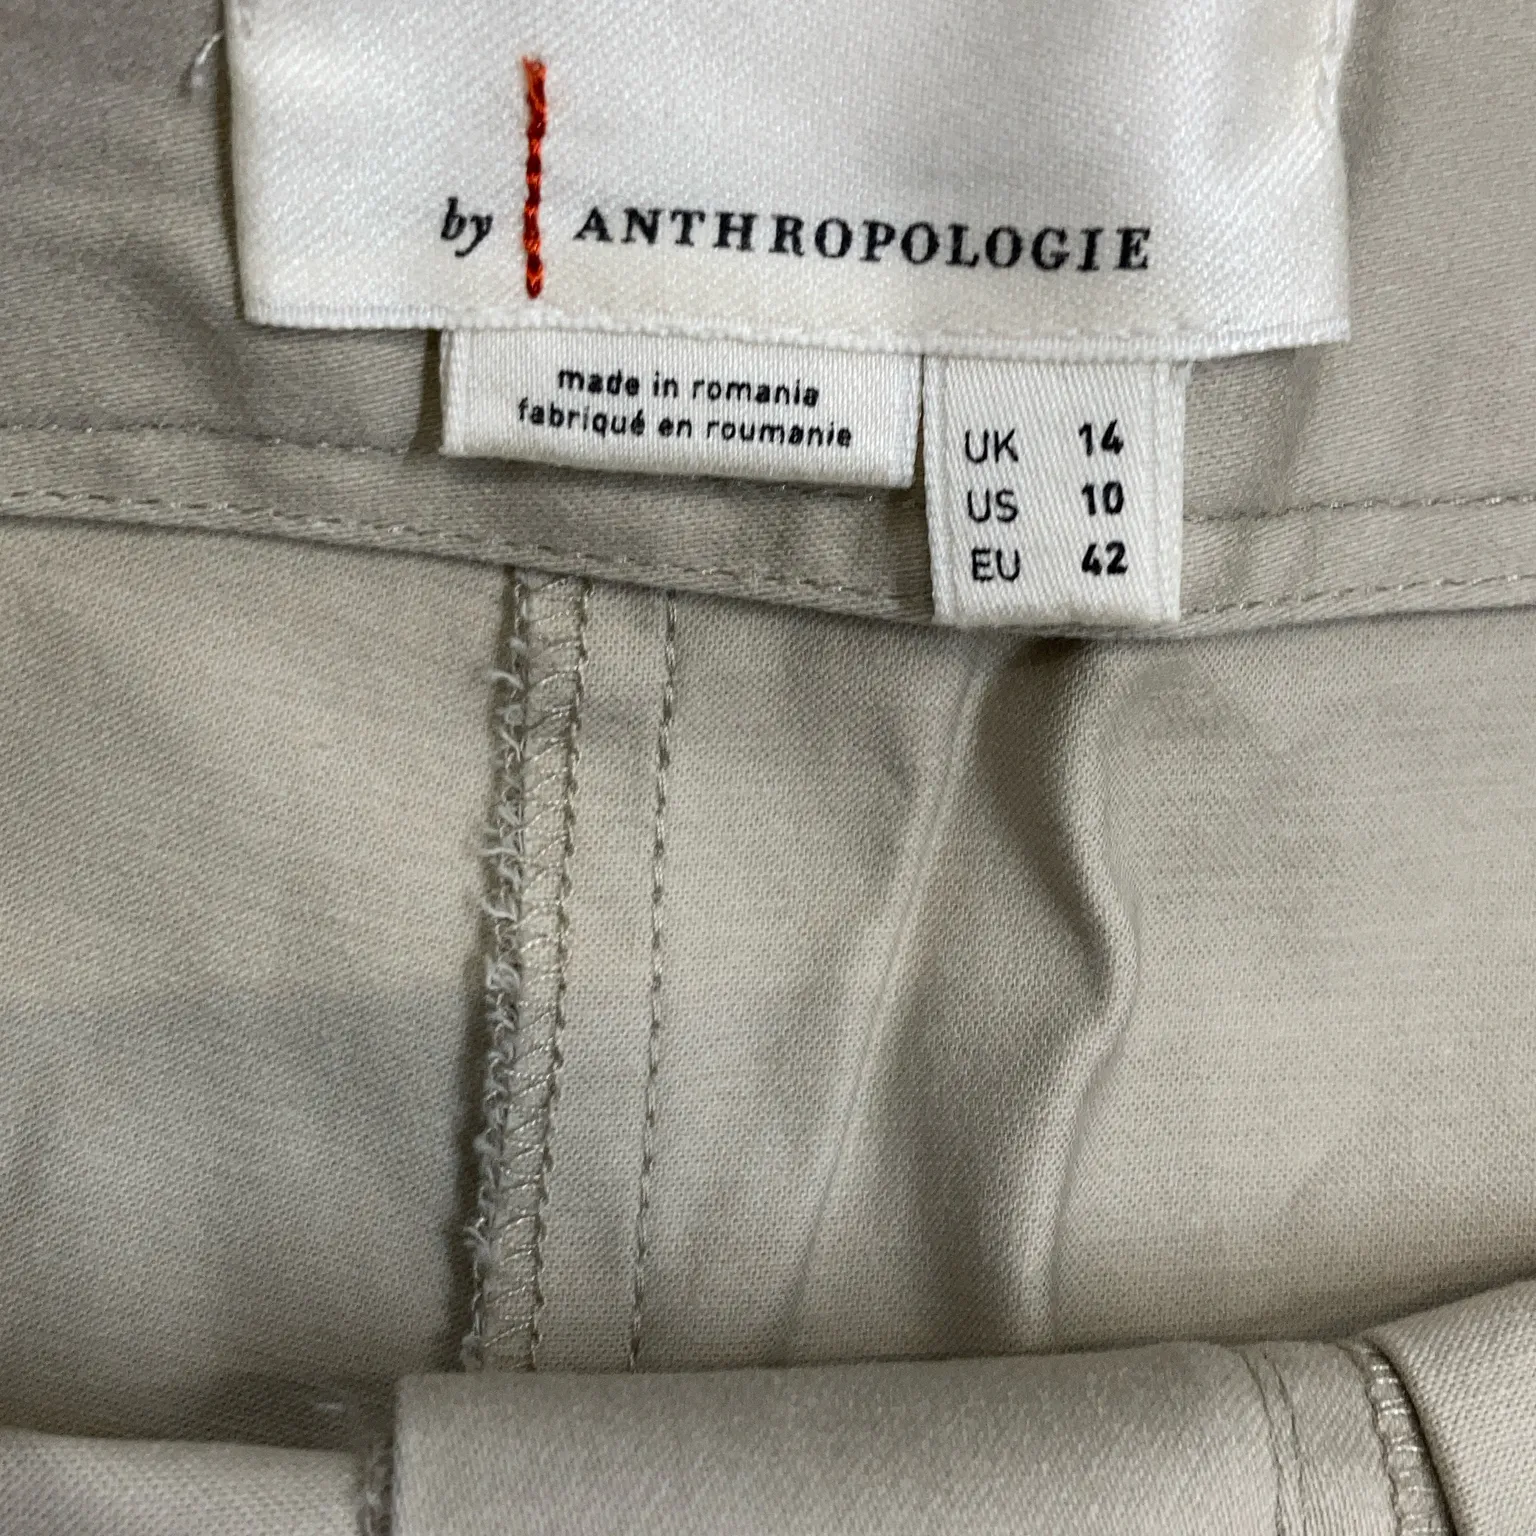 by ANTHROPOLOGIE
made in romania
fabriqué en roumanie
UK 14
US 10
EU 42